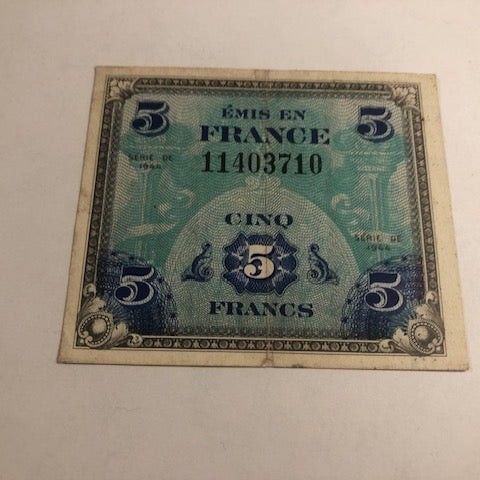 5 ÉMIS EN 5
FRANCE
11403710
SÉRIE DE
1944
CINQ
SÉRIE DE
1944
5 5 5
FRANCS